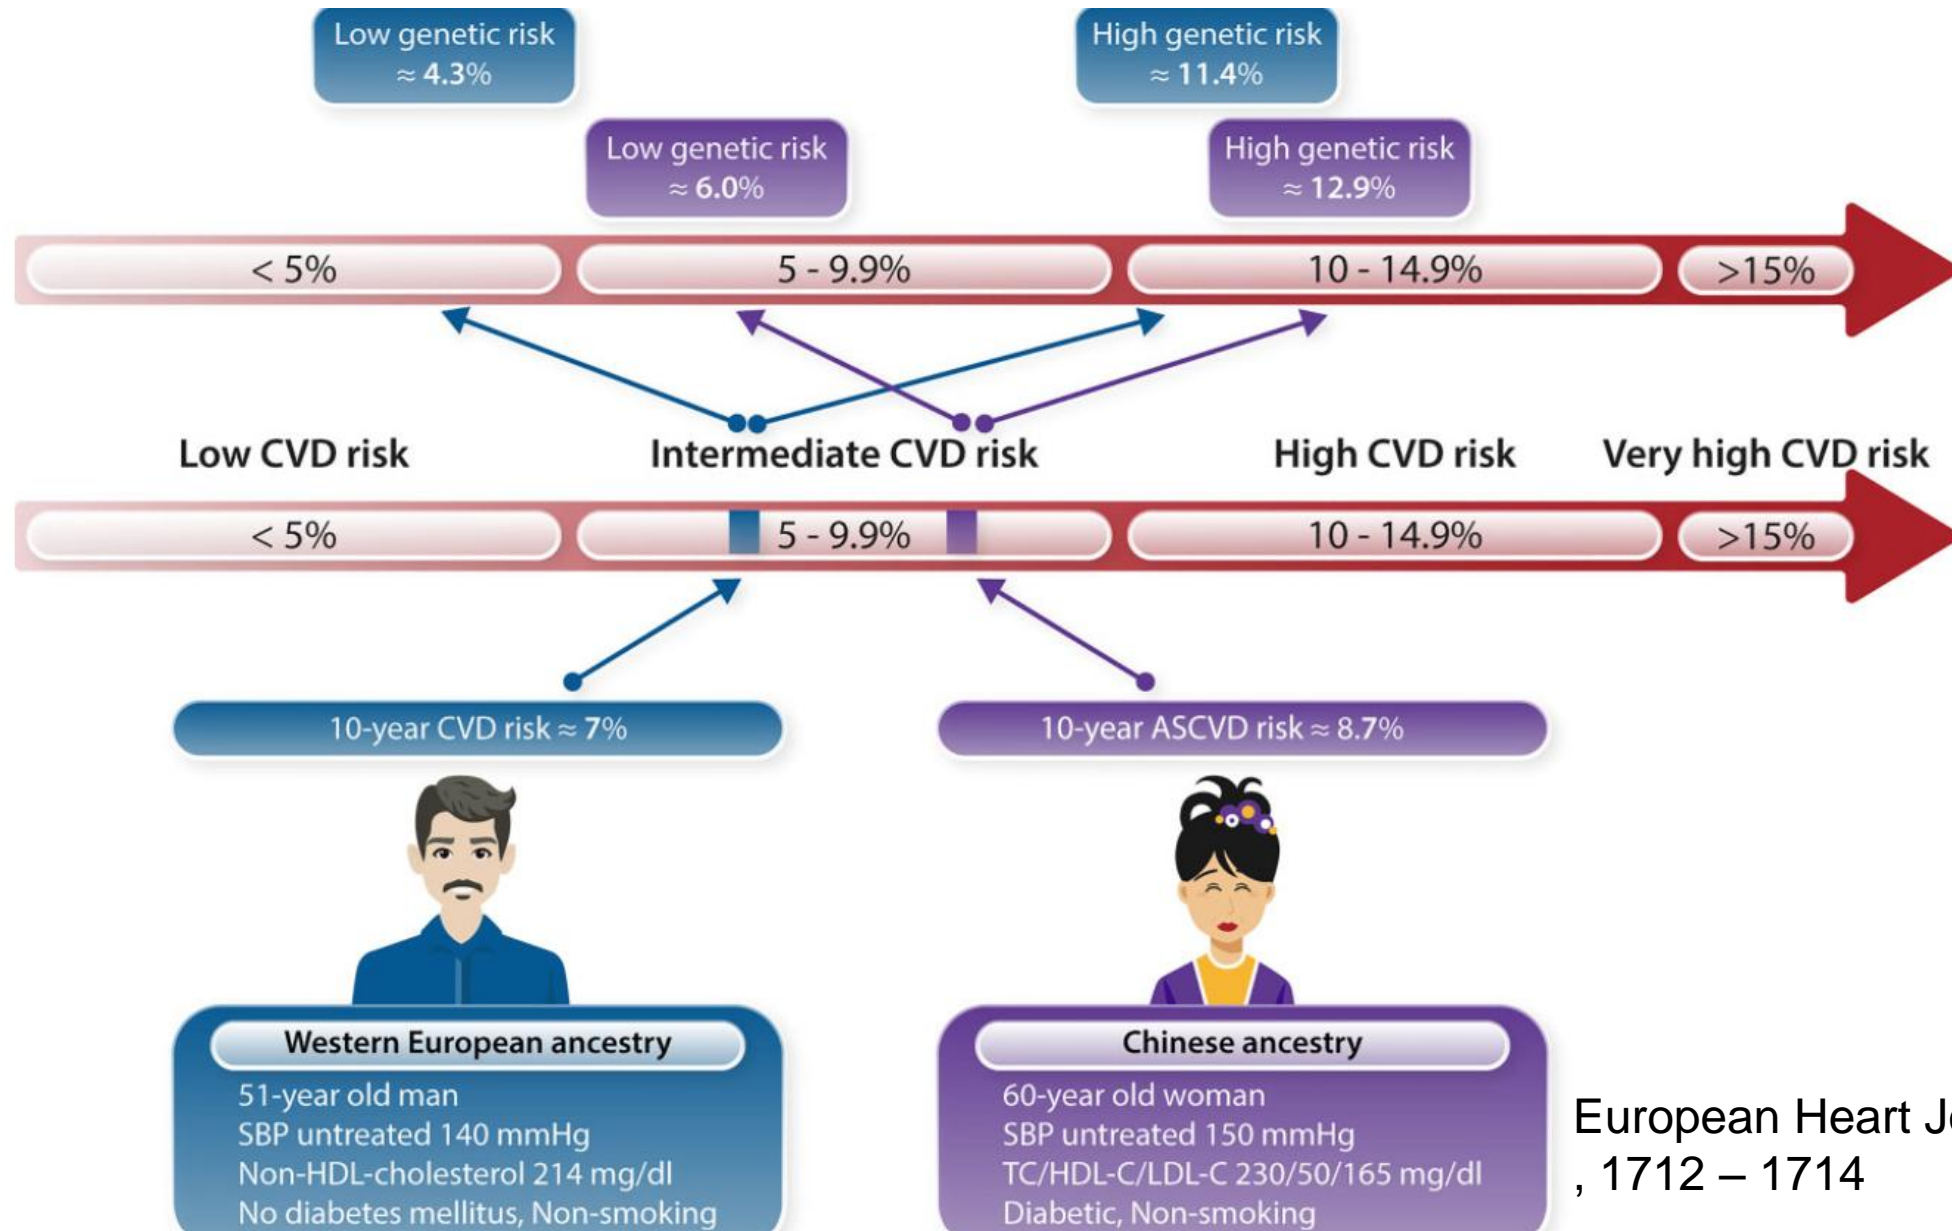 Low genetic risk
≈ 4.3%
High genetic risk
≈ 11.4%
Low genetic risk
≈ 6.0%
High genetic risk
≈ 12.9%
< 5%
5 - 9.9%
10 - 14.9%
>15%
Low CVD risk
Intermediate CVD risk
High CVD risk
Very high CVD risk
< 5%
5 - 9.9%
10 - 14.9%
>15%
10-year CVD risk ≈ 7%
10-year ASCVD risk ≈ 8.7%
Western European ancestry
51-year old man
SBP untreated 140 mmHg
Non-HDL-cholesterol 214 mg/dl
No diabetes mellitus, Non-smoking
Chinese ancestry
60-year old woman
SBP untreated 150 mmHg
TC/HDL-C/LDL-C 230/50/165 mg/dl
Diabetic, Non-smoking
European Heart
, 1712 – 1714